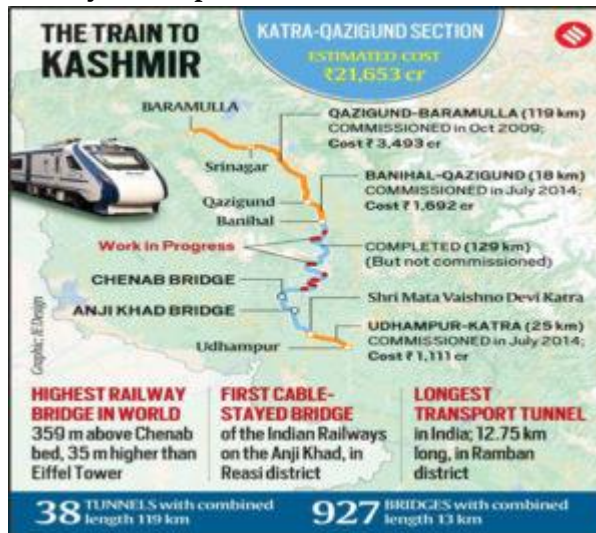 THE TRAIN TO
KASHMIR
KATRA-QAZIGUND SECTION
ESTIMATED COST
₹21,653 cr
BARAMULLA
QAZIGUND-BARAMULLA (119 km)
COMMISSIONED in Oct 2009;
Cost ₹ 3,493 cr
Srinagar
BANIHAL-QAZIGUND (18 km)
COMMISSIONED in July 2014;
Cost ₹ 1,692 cr
Qazigund
Banihal
Work in Progress
COMPLETED (129 km)
(But not commissioned)
CHENAB BRIDGE
Shri Mata Vaishno Devi Katra
ANJI KHAD BRIDGE
UDHAMPUR-KATRA (25 km)
COMMISSIONED in July 2014;
Cost ₹ 1,111 cr
Udhampur
Graphic: IE Design
HIGHEST RAILWAY
BRIDGE IN WORLD
359 m above Chenab
bed, 35 m higher than
Eiffel Tower
FIRST CABLE-
STAYED BRIDGE
of the Indian Railways
on the Anji Khad, in
Reasi district
LONGEST
TRANSPORT TUNNEL
in India; 12.75 km
long, in Ramban
district
38 TUNNELS with combined
length 119 km
927 BRIDGES with combined
length 13 km